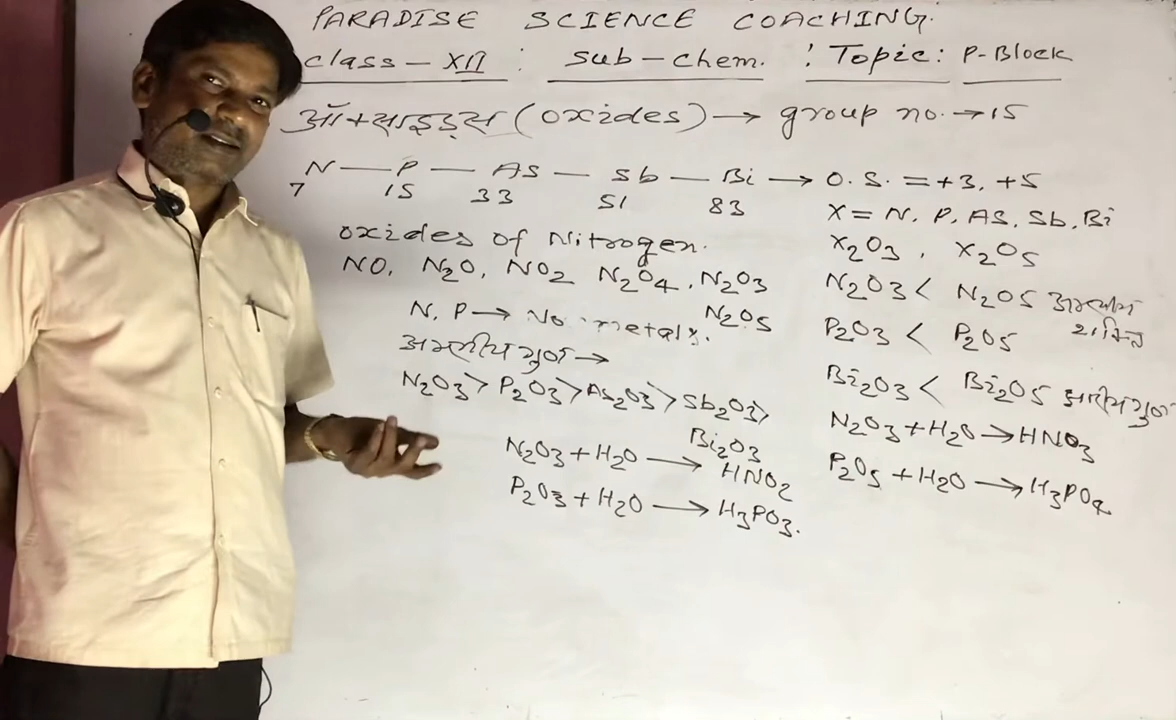 PARADISE SCIENCE COACHING.
class – XII : Sub – chem. : Topic : P-Block
ऑक्साइड्स (oxides) → group no. → 15
N — P — AS — Sb — Bi → O.S. = +3, +5
7 15 33 51 83
X = N, P, AS, Sb, Bi
X2O3, X2O5
oxides of Nitrogen.
NO, N2O, NO2 N2O4, N2O3
N2O5
N, P → Non metals.
अम्लीय गुण →
N2O3 > P2O3 > As2O3 > Sb2O3 >
Bi2O3
N2O3 + H2O → HNO2
P2O3 + H2O → H3PO3.
N2O3 < N2O5
P2O3 < P2O5
Bi2O3 < Bi2O5
N2O3 + H2O → HNO3
P2O5 + H2O → H3PO4